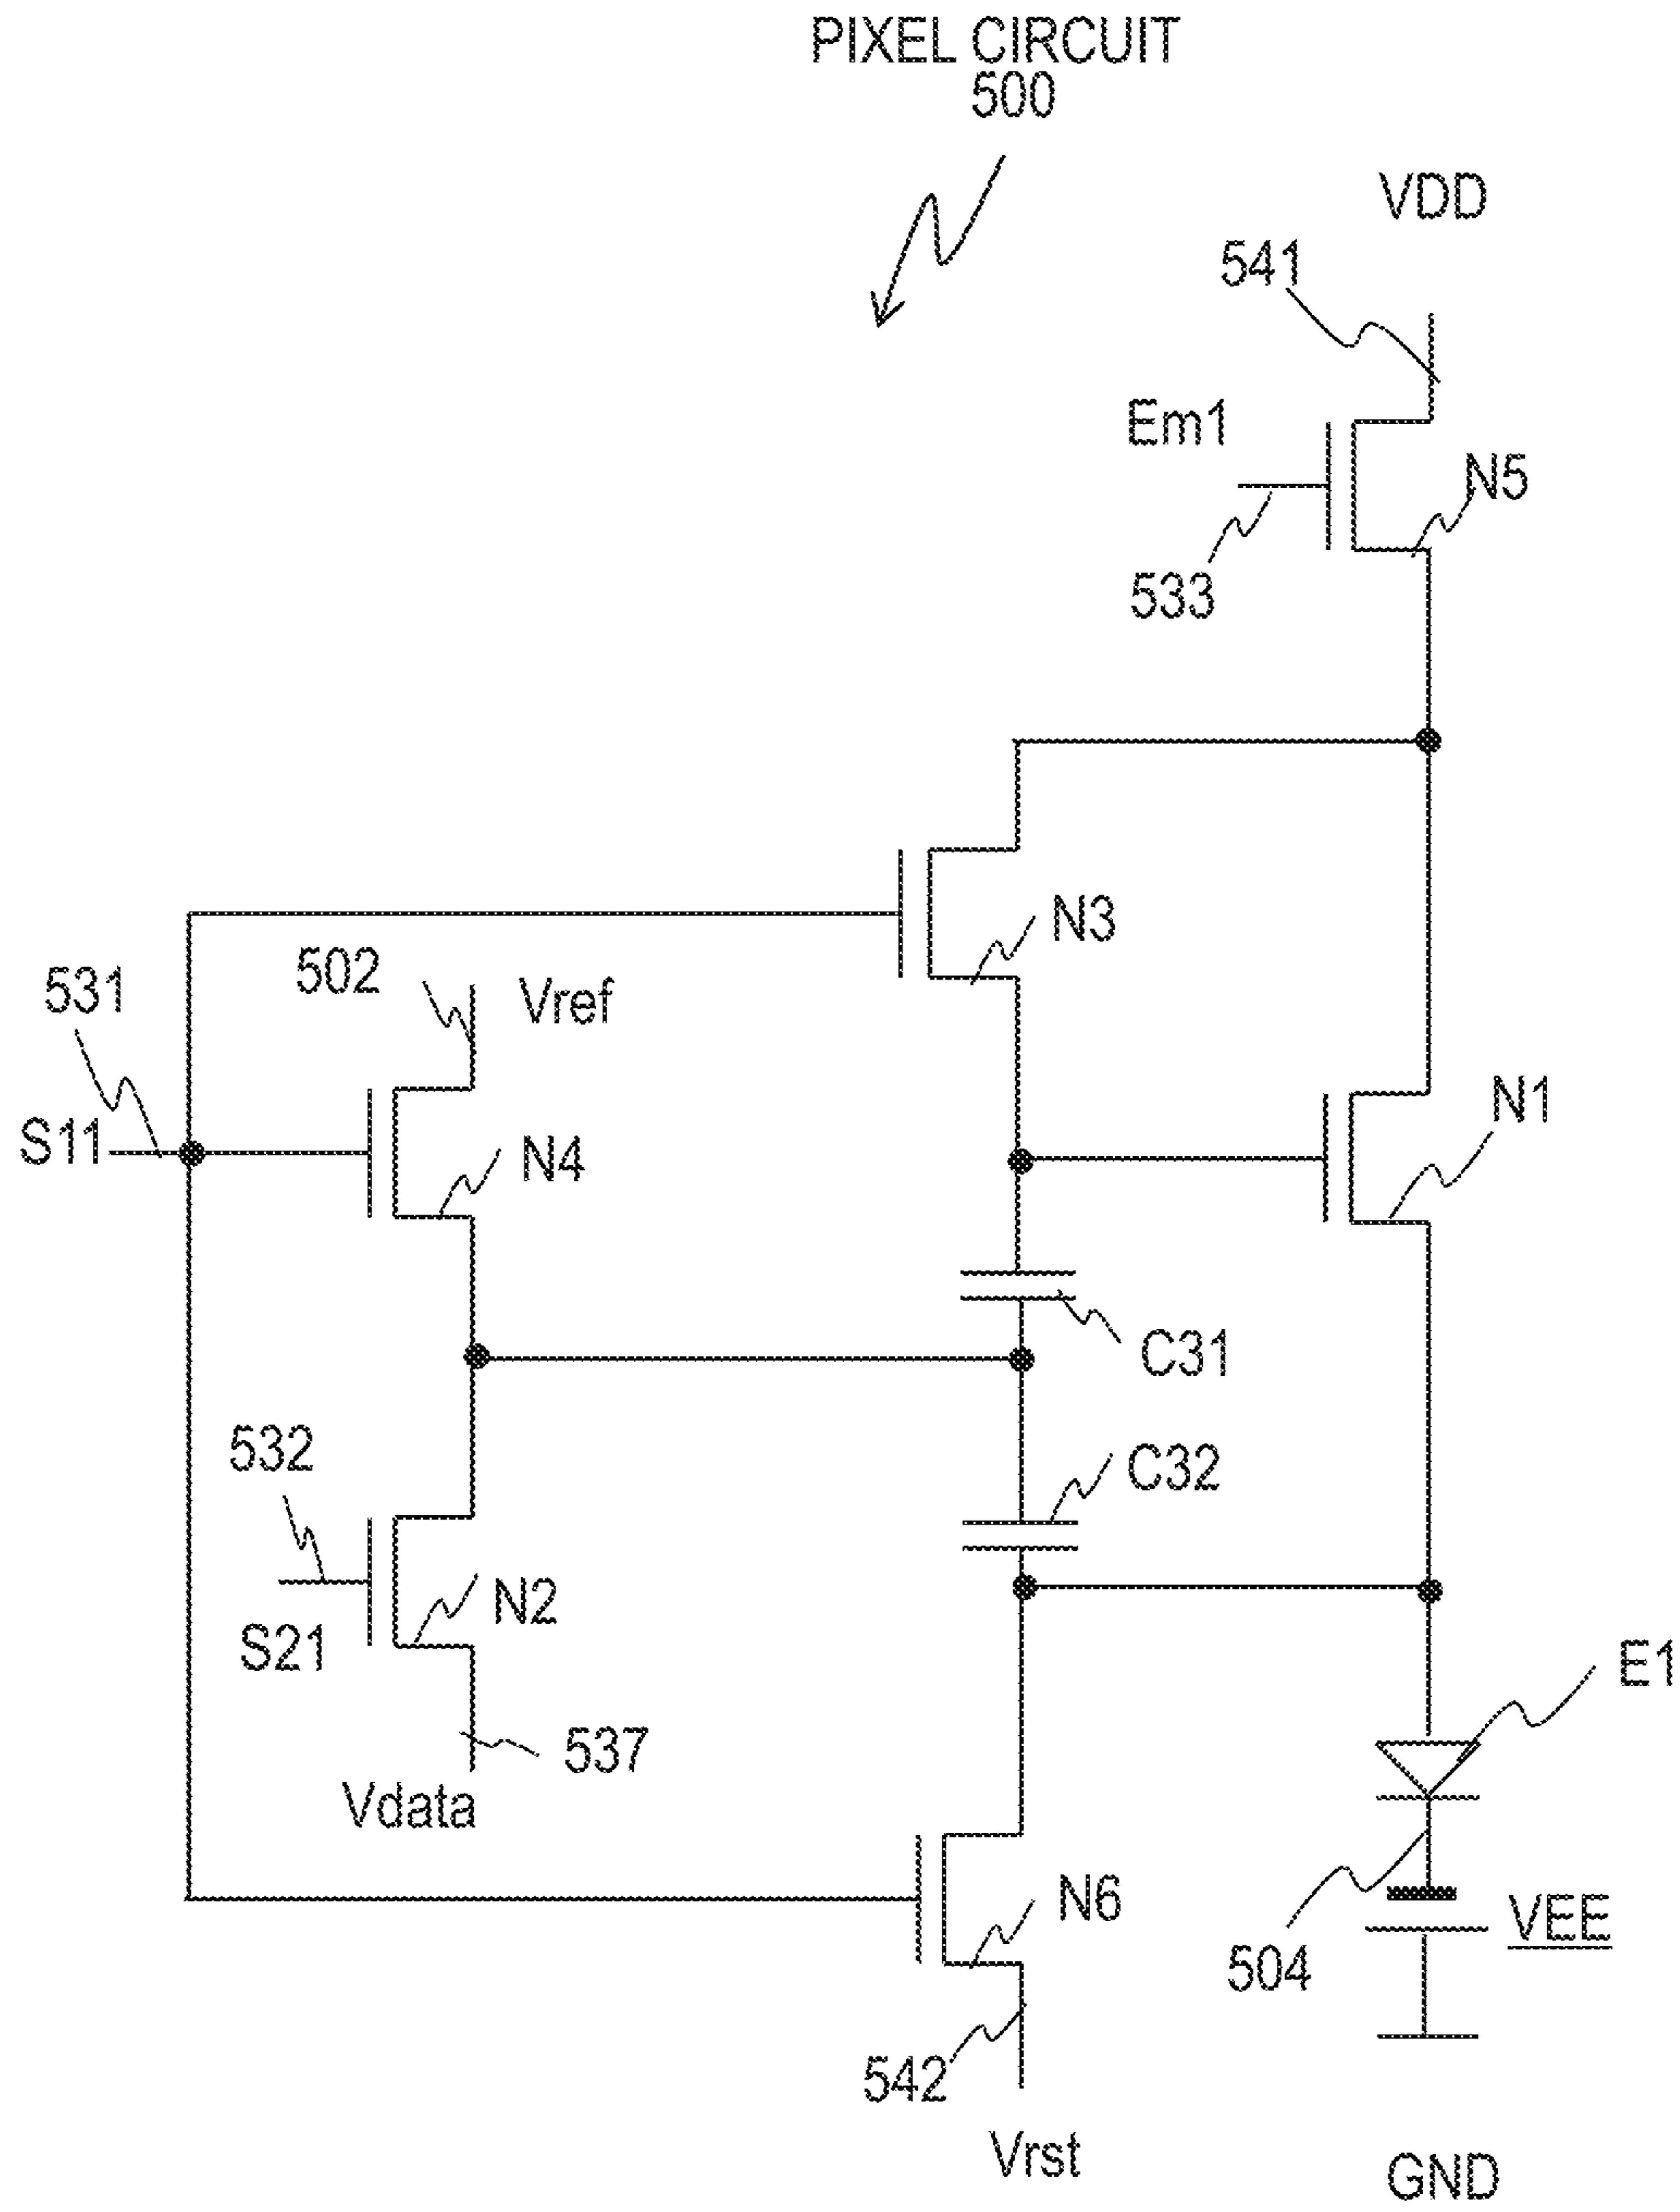 PIXEL CIRCUIT
500
VDD
541
Em1
N5
533
N3
502
Vref
531
S11
N4
N1
C31
532
C32
N2
S21
E1
537
Vdata
N6
504
VEE
542
Vrst
GND